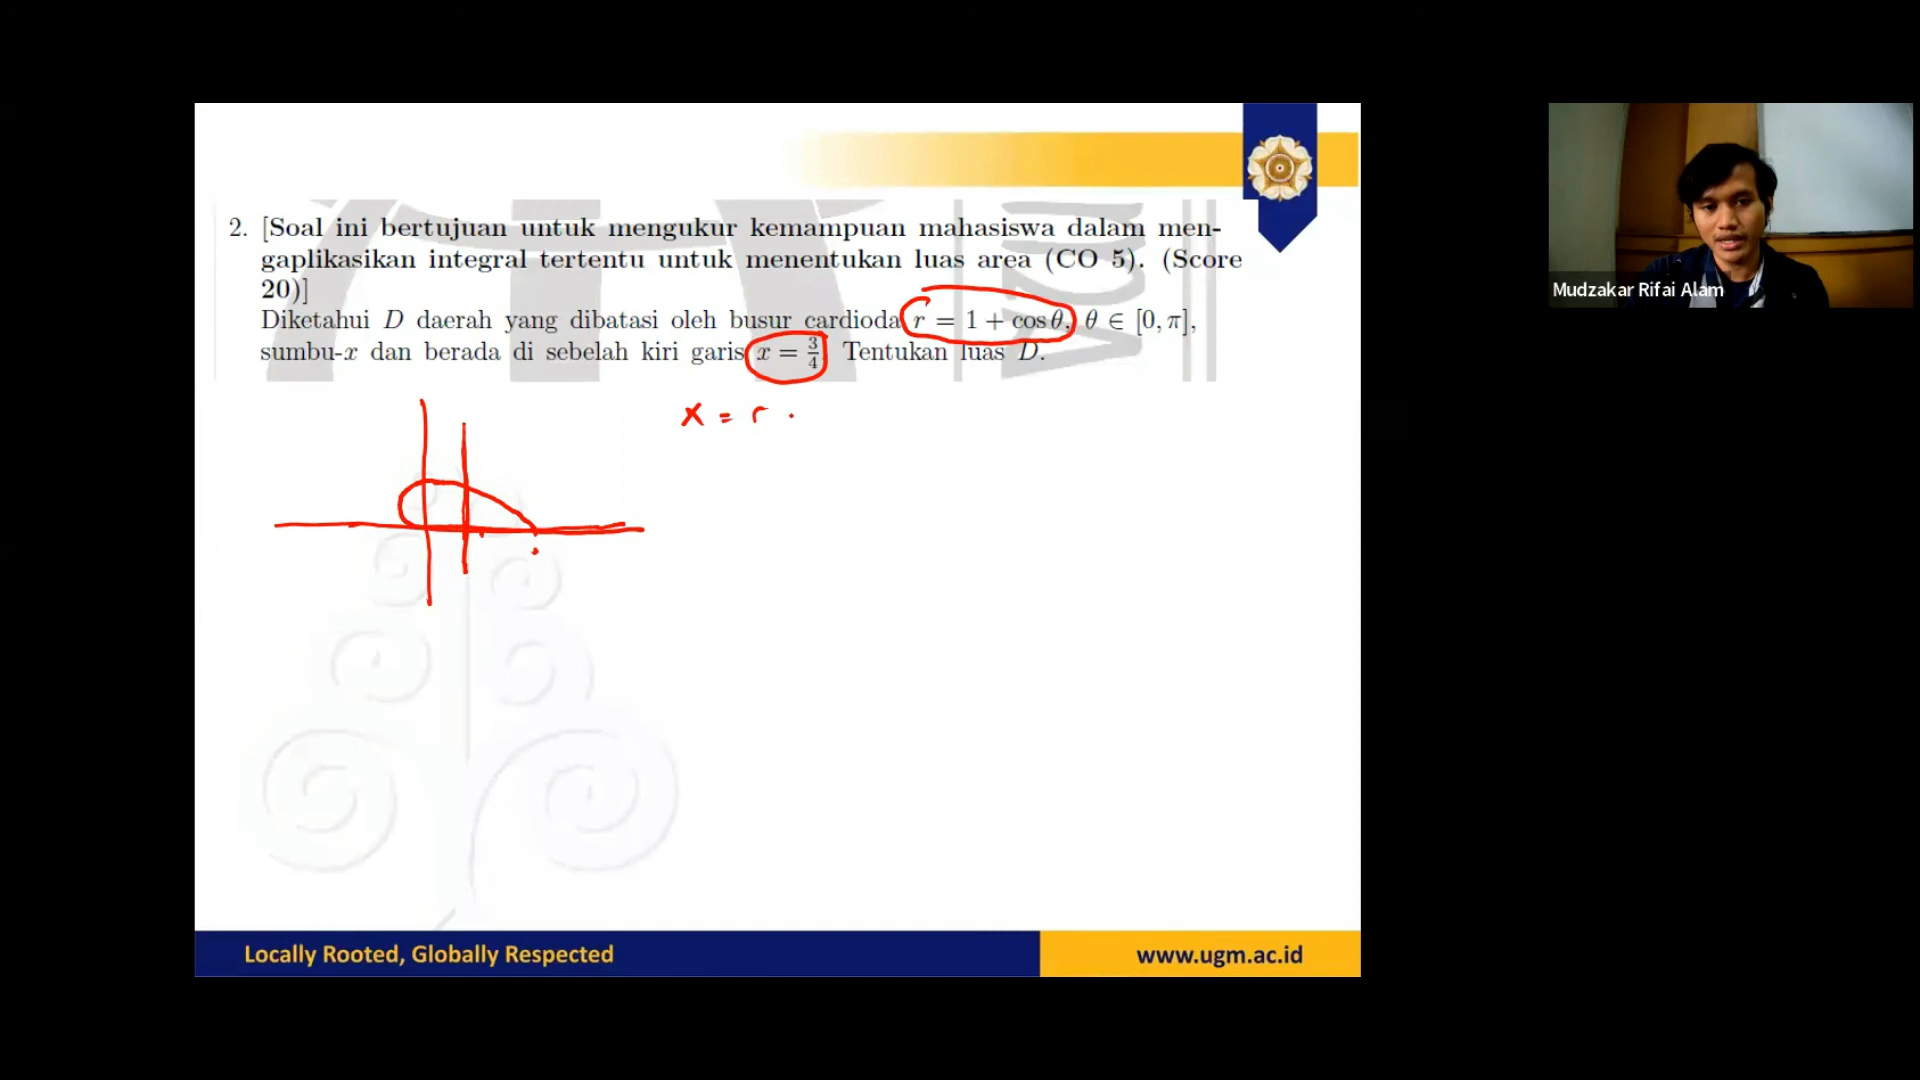 2. [Soal ini bertujuan untuk mengukur kemampuan mahasiswa dalam men-
gaplikasikan integral tertentu untuk menentukan luas area (CO 5). (Score
20)]
Diketahui D daerah yang dibatasi oleh busur cardioda r = 1 + cos θ, θ ∈ [0, π],
sumbu-x dan berada di sebelah kiri garis x = 3/4. Tentukan luas D.
x = r ·
Mudzakar Rifai Alam
Locally Rooted, Globally Respected
www.ugm.ac.id